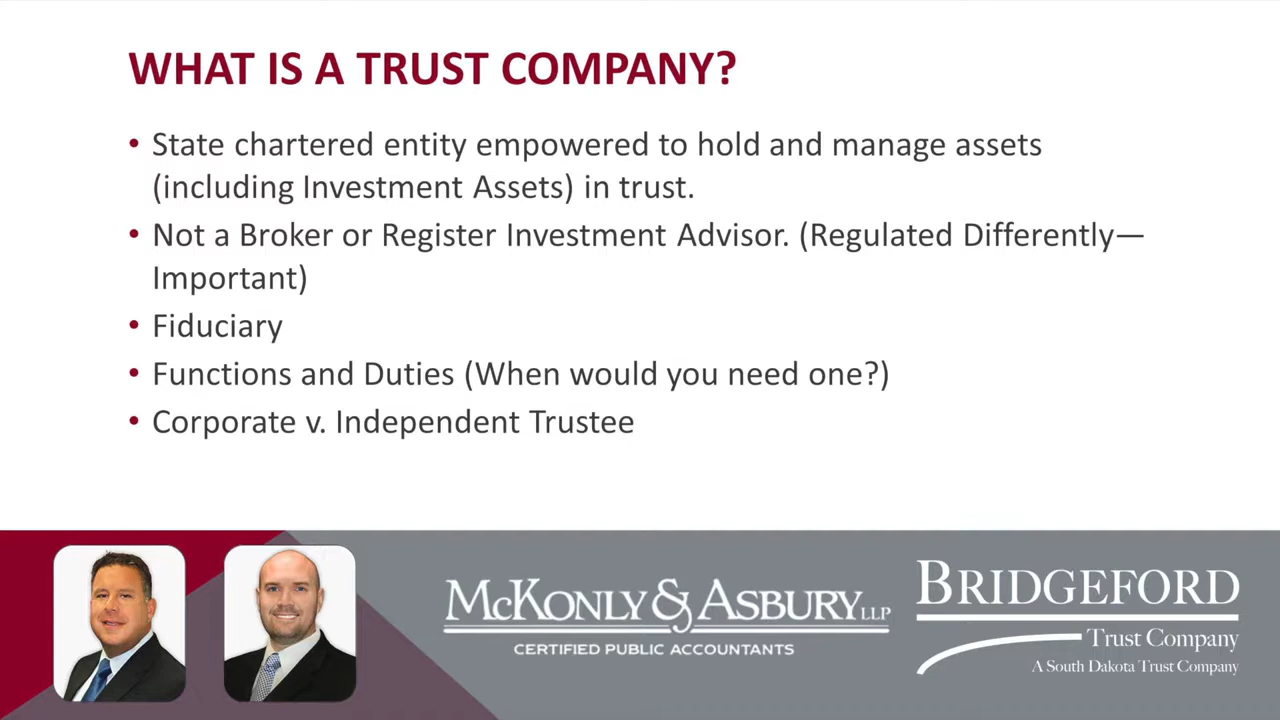 WHAT IS A TRUST COMPANY?
• State chartered entity empowered to hold and manage assets
(including Investment Assets) in trust.
• Not a Broker or Register Investment Advisor. (Regulated Differently—
Important)
• Fiduciary
• Functions and Duties (When would you need one?)
• Corporate v. Independent Trustee
MCKONLY & ASBURY LLP
CERTIFIED PUBLIC ACCOUNTANTS
BRIDGEFORD
Trust Company
A South Dakota Trust Company